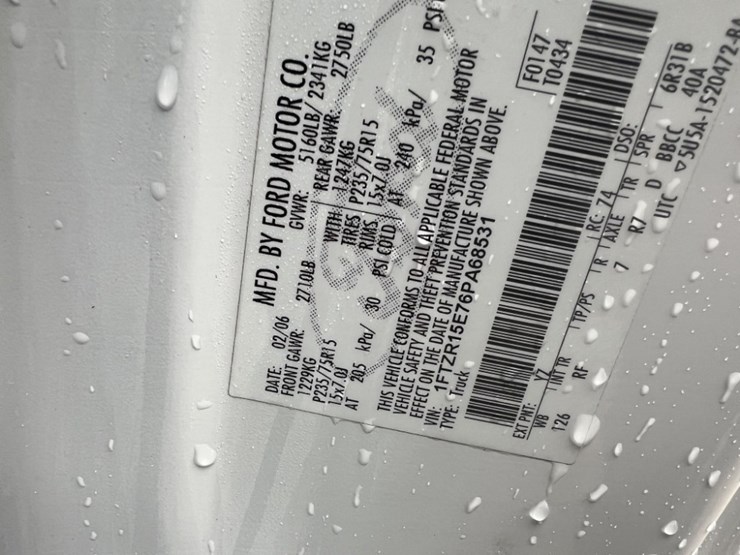 MFD. BY FORD MOTOR CO.
DATE: 02/06 GVWR: 5160LB/ 2341KG
FRONT GAWR: 2710LB REAR GAWR: 2750LB
1229KG WITH 1247KG
P235/75R15 TIRES P235/75R15
15x7.0J RIMS 15x7.0J
AT 205 kPa/ 30 PSI COLD AT 240 kPa/ 35 PSI
THIS VEHICLE CONFORMS TO ALL APPLICABLE FEDERAL MOTOR
VEHICLE SAFETY AND THEFT PREVENTION STANDARDS IN
EFFECT ON THE DATE OF MANUFACTURE SHOWN ABOVE.
VIN: 1FTZR15E76PA68531
TYPE: Truck
F0147
T0434
EXT PNT: YZ RC: 74 DSO:
WB INT TR TP/PS R AXLE TR SPR
126 RF 7 R7 D BBCC 6R31B
40A
UTC ▽5U5A-1520472-BA